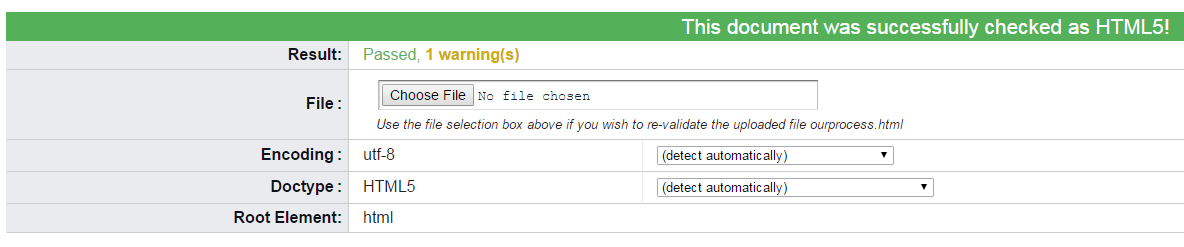 This document was successfully checked as HTML5!
Result: Passed, 1 warning(s)
File : Choose File No file chosen
Use the file selection box above if you wish to re-validate the uploaded file ourprocess.html
Encoding : utf-8 (detect automatically)
Doctype : HTML5 (detect automatically)
Root Element: html